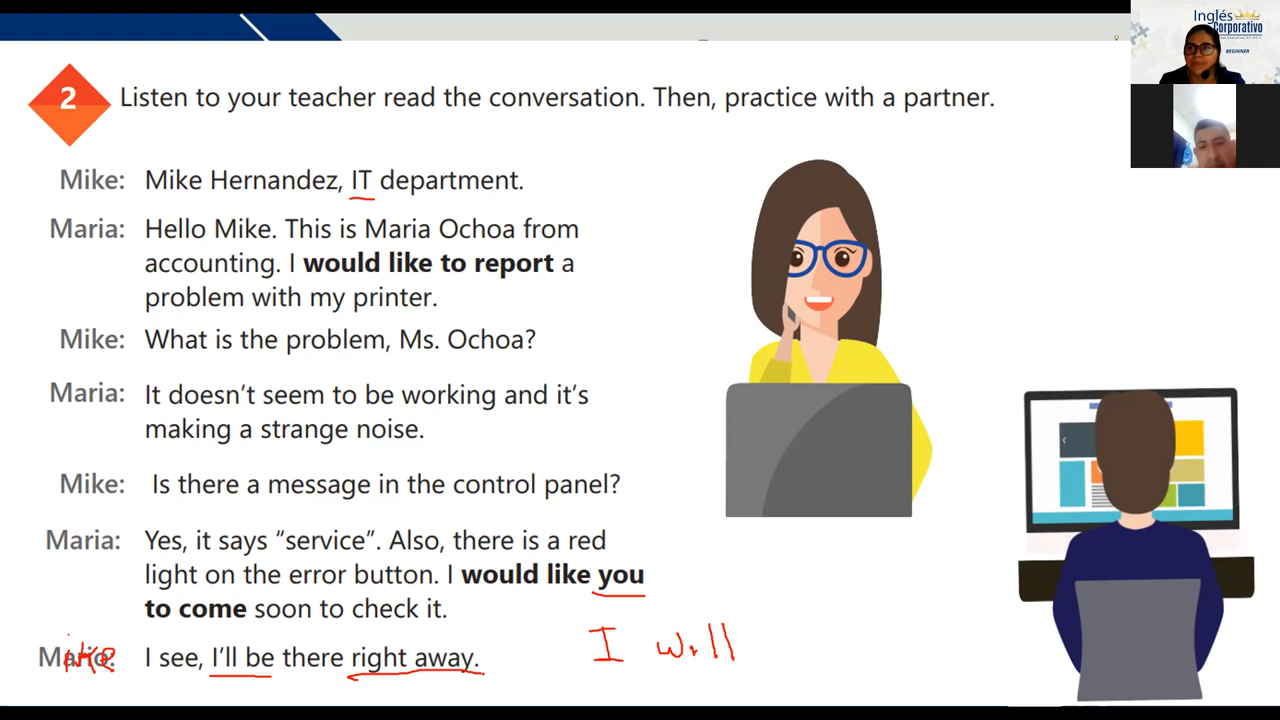 Inglés
Corporativo
BEGINNER
2
Listen to your teacher read the conversation. Then, practice with a partner.
Mike: Mike Hernandez, IT department.
Maria: Hello Mike. This is Maria Ochoa from
accounting. I would like to report a
problem with my printer.
Mike: What is the problem, Ms. Ochoa?
Maria: It doesn't seem to be working and it's
making a strange noise.
Mike: Is there a message in the control panel?
Maria: Yes, it says “service”. Also, there is a red
light on the error button. I would like you
to come soon to check it.
I see, I'll be there right away.
I will